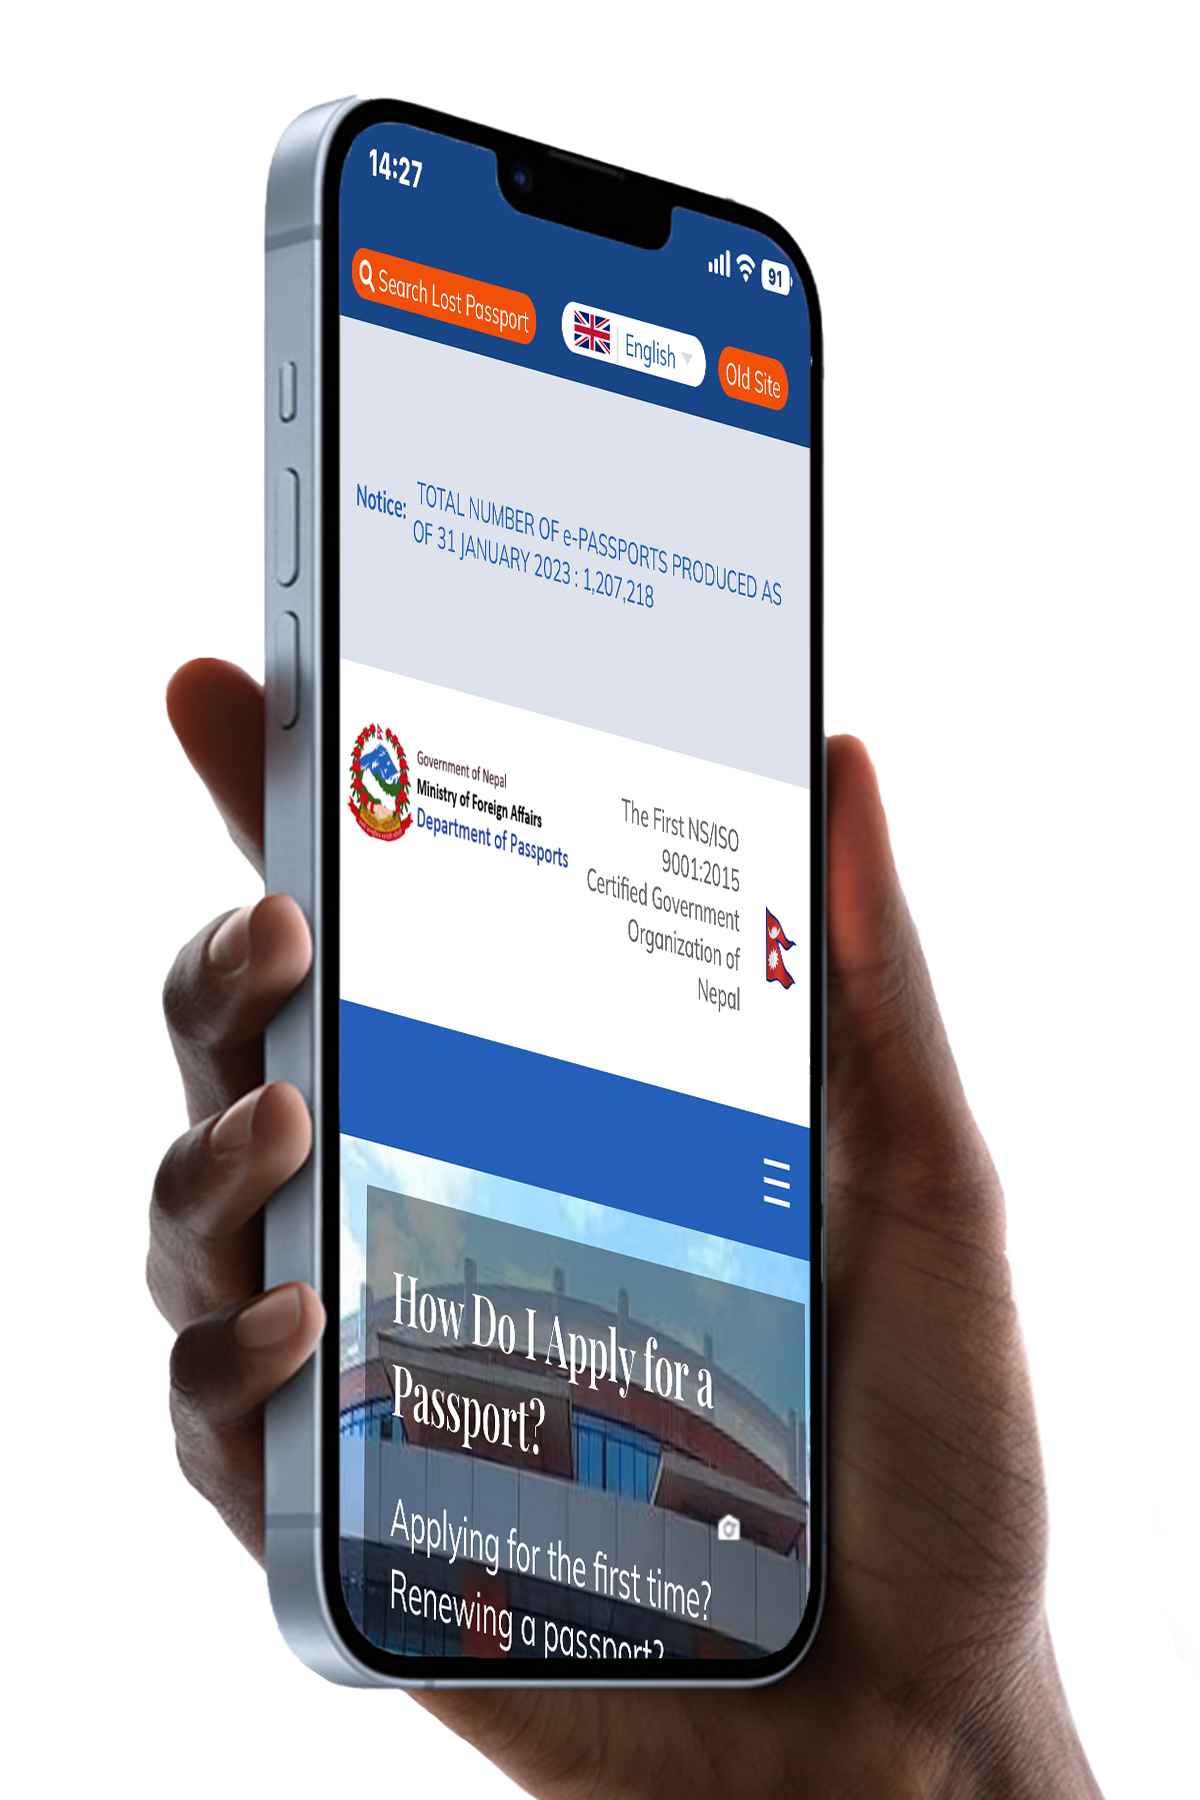 14:27
91
Search Lost Passport
English
Old Site
Notice:
TOTAL NUMBER OF e-PASSPORTS PRODUCED AS
OF 31 JANUARY 2023 : 1,207,218
Government of Nepal
Ministry of Foreign Affairs
Department of Passports
The First NS/ISO
9001:2015
Certified Government
Organization of
Nepal
How Do I Apply for a
Passport?
Applying for the first time?
Renewing a passport?